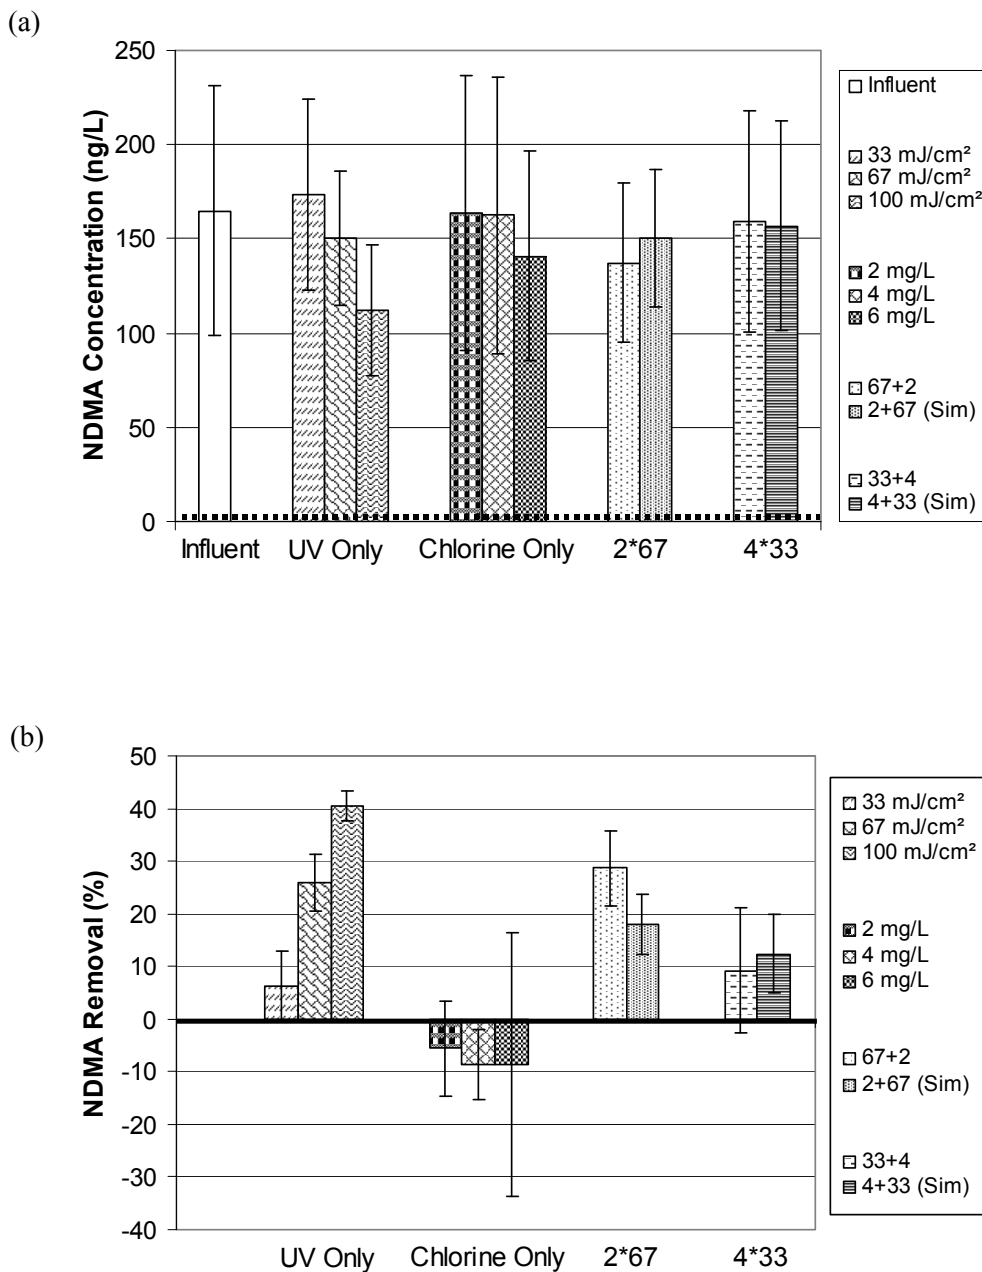 (a)
NDMA Concentration (ng/L)
250
200
150
100
50
0
Influent
UV Only
Chlorine Only
2*67
4*33
Influent
33 mJ/cm²
67 mJ/cm²
100 mJ/cm²
2 mg/L
4 mg/L
6 mg/L
67+2
2+67 (Sim)
33+4
4+33 (Sim)
(b)
NDMA Removal (%)
50
40
30
20
10
0
-10
-20
-30
-40
UV Only
Chlorine Only
2*67
4*33
33 mJ/cm²
67 mJ/cm²
100 mJ/cm²
2 mg/L
4 mg/L
6 mg/L
67+2
2+67 (Sim)
33+4
4+33 (Sim)